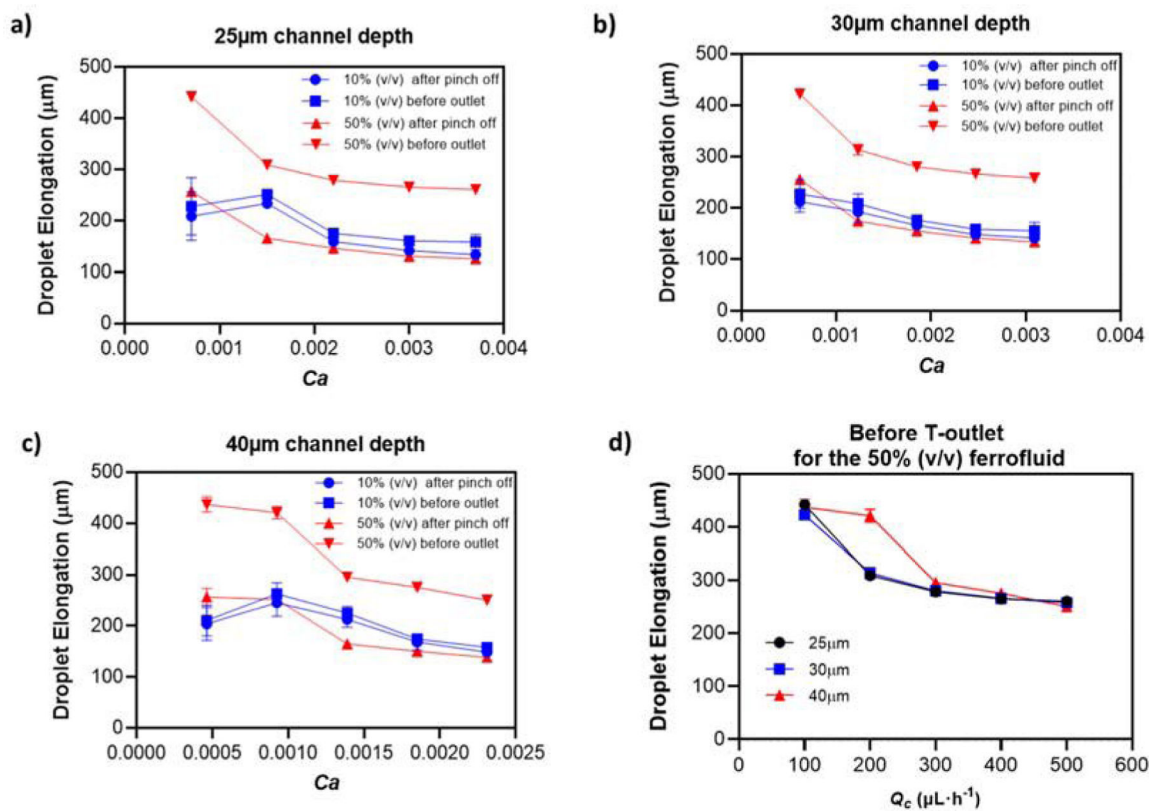 a)
25μm channel depth
Droplet Elongation (μm)
500
400
300
200
100
0
10% (v/v) after pinch off
10% (v/v) before outlet
50% (v/v) after pinch off
50% (v/v) before outlet
0.000 0.001 0.002 0.003 0.004
Ca
b)
30μm channel depth
Droplet Elongation (μm)
500
400
300
200
100
0
10% (v/v) after pinch off
10% (v/v) before outlet
50% (v/v) after pinch off
50% (v/v) before outlet
0.000 0.001 0.002 0.003 0.004
Ca
c)
40μm channel depth
Droplet Elongation (μm)
500
400
300
200
100
0
10% (v/v) after pinch off
10% (v/v) before outlet
50% (v/v) after pinch off
50% (v/v) before outlet
0.0000 0.0005 0.0010 0.0015 0.0020 0.0025
Ca
d)
Before T-outlet
for the 50% (v/v) ferrofluid
Droplet Elongation (μm)
500
400
300
200
100
0
25μm
30μm
40μm
0 100 200 300 400 500 600
Qc (μL·h⁻¹)